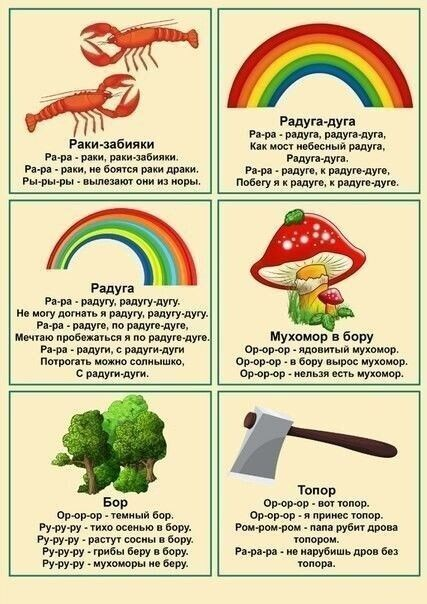 Раки-забияки
Ра-ра - раки, раки-забияки.
Ра-ра - раки, не боятся раки драки.
Ры-ры-ры - вылезают они из норы.
Радуга-дуга
Ра-ра - радуга, радуга-дуга,
Как мост небесный радуга,
Радуга-дуга.
Ра-ра - радуге, к радуге-дуге,
Побегу я к радуге, к радуге-дуге.
Радуга
Ра-ра - радугу, радугу-дугу.
Не могу догнать я радугу, радугу-дугу.
Ра-ра - радуге, по радуге-дуге,
Мечтаю пробежаться я по радуге-дуге.
Ра-ра - радуги, с радуги-дуги
Потрогать можно солнышко,
С радуги-дуги.
Мухомор в бору
Ор-ор-ор - ядовитый мухомор.
Ор-ор-ор - в бору вырос мухомор.
Ор-ор-ор - нельзя есть мухомор.
Бор
Ор-ор-ор - темный бор.
Ру-ру-ру - тихо осенью в бору.
Ру-ру-ру - растут сосны в бору.
Ру-ру-ру - грибы беру в бору.
Ру-ру-ру - мухоморы не беру.
Топор
Ор-ор-ор - вот топор.
Ор-ор-ор - я принес топор.
Ром-ром-ром - папа рубит дрова
топором.
Ра-ра-ра - не нарубишь дров без
топора.